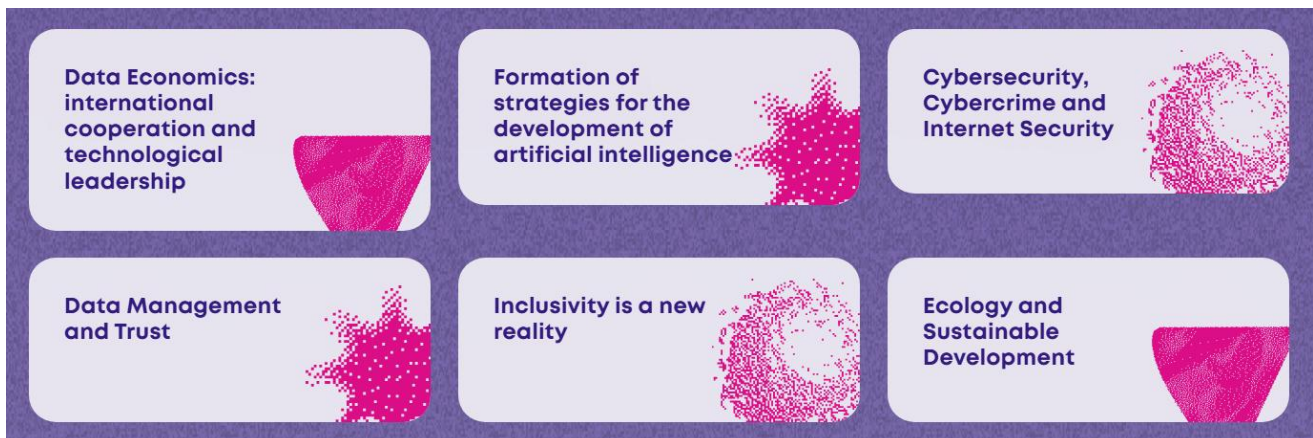 Data Economics:
international
cooperation and
technological
leadership
Formation of
strategies for the
development of
artificial intelligence
Cybersecurity,
Cybercrime and
Internet Security
Data Management
and Trust
Inclusivity is a new
reality
Ecology and
Sustainable
Development